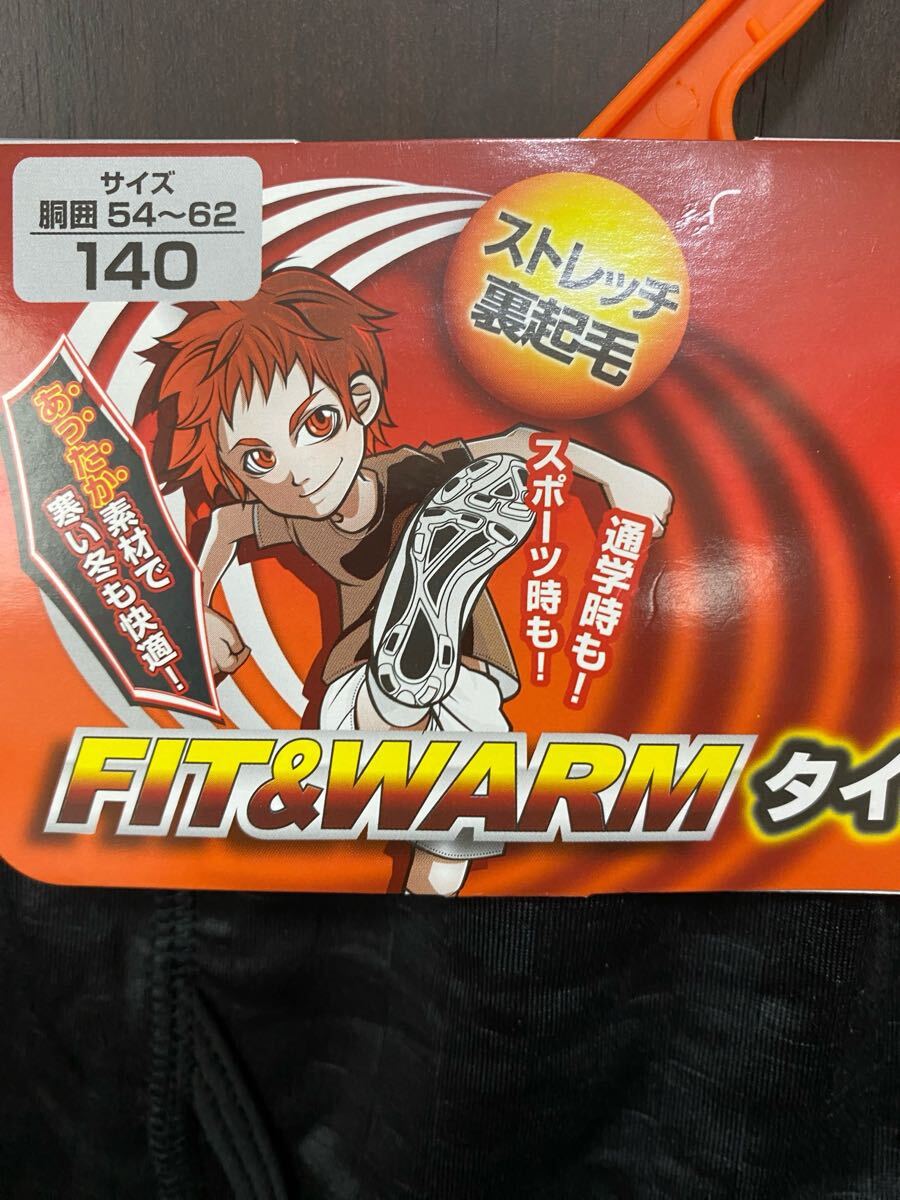 サイズ
胴囲 54～62
140
ストレッチ
裏起毛
あったか素材で
寒い冬も快適！
通学時も！
スポーツ時も！
FIT&WARM タイ